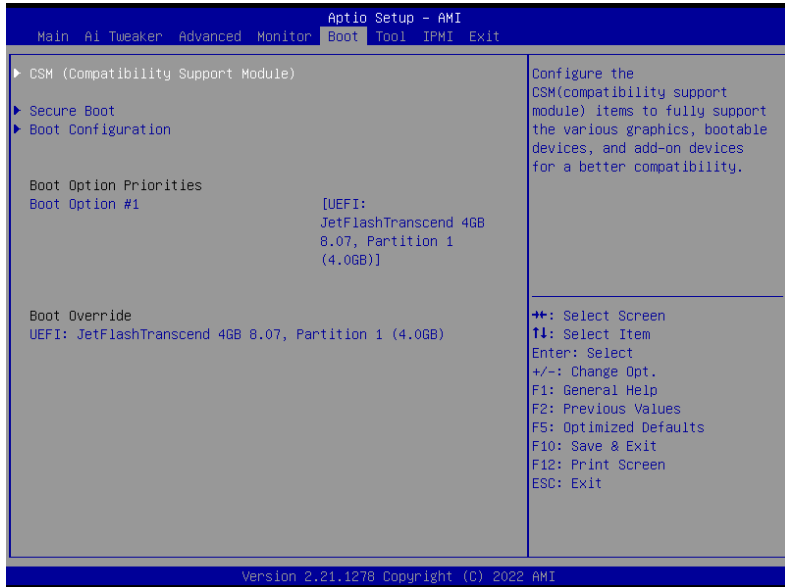 Aptio Setup – AMI
Main Ai Tweaker Advanced Monitor Boot Tool IPMI Exit
CSM (Compatibility Support Module)
Secure Boot
Boot Configuration
Boot Option Priorities
Boot Option #1 [UEFI:
JetFlashTranscend 4GB
8.07, Partition 1
(4.0GB)]
Boot Override
UEFI: JetFlashTranscend 4GB 8.07, Partition 1 (4.0GB)
Configure the
CSM(compatibility support
module) items to fully support
the various graphics, bootable
devices, and add-on devices
for a better compatibility.
→←: Select Screen
↑↓: Select Item
Enter: Select
+/-: Change Opt.
F1: General Help
F2: Previous Values
F5: Optimized Defaults
F10: Save & Exit
F12: Print Screen
ESC: Exit
Version 2.21.1278 Copyright (C) 2022 AMI